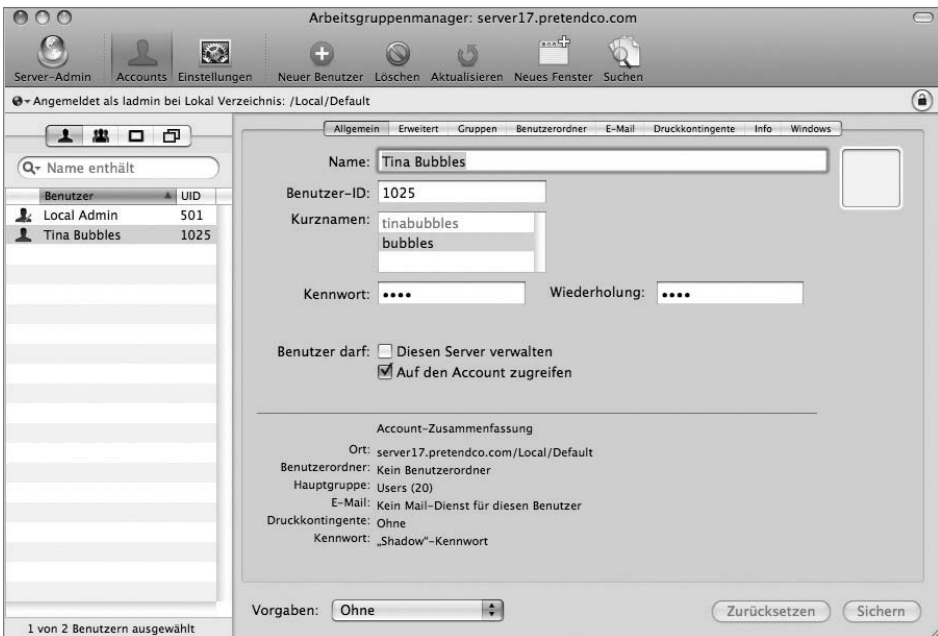 Arbeitsgruppenmanager: server17.pretendco.com
Server-Admin Accounts Einstellungen Neuer Benutzer Löschen Aktualisieren Neues Fenster Suchen
Angemeldet als ladmin bei Lokal Verzeichnis: /Local/Default
Allgemein Erweitert Gruppen Benutzerordner E-Mail Druckkontingente Info Windows
Name enthält
Benutzer UID
Local Admin 501
Tina Bubbles 1025
Name: Tina Bubbles
Benutzer-ID: 1025
Kurznamen: tinabubbles
bubbles
Kennwort: •••• Wiederholung: ••••
Benutzer darf: Diesen Server verwalten
Auf den Account zugreifen
Account-Zusammenfassung
Ort: server17.pretendco.com/Local/Default
Benutzerordner: Kein Benutzerordner
Hauptgruppe: Users (20)
E-Mail: Kein Mail-Dienst für diesen Benutzer
Druckkontingente: Ohne
Kennwort: „Shadow"-Kennwort
Vorgaben: Ohne Zurücksetzen Sichern
1 von 2 Benutzern ausgewählt